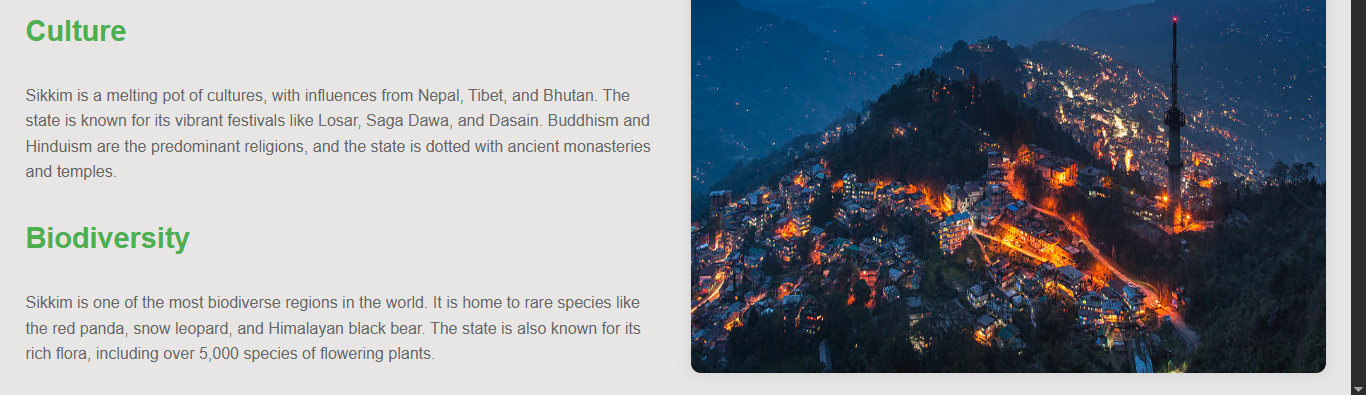 Culture
Sikkim is a melting pot of cultures, with influences from Nepal, Tibet, and Bhutan. The
state is known for its vibrant festivals like Losar, Saga Dawa, and Dasain. Buddhism and
Hinduism are the predominant religions, and the state is dotted with ancient monasteries
and temples.
Biodiversity
Sikkim is one of the most biodiverse regions in the world. It is home to rare species like
the red panda, snow leopard, and Himalayan black bear. The state is also known for its
rich flora, including over 5,000 species of flowering plants.